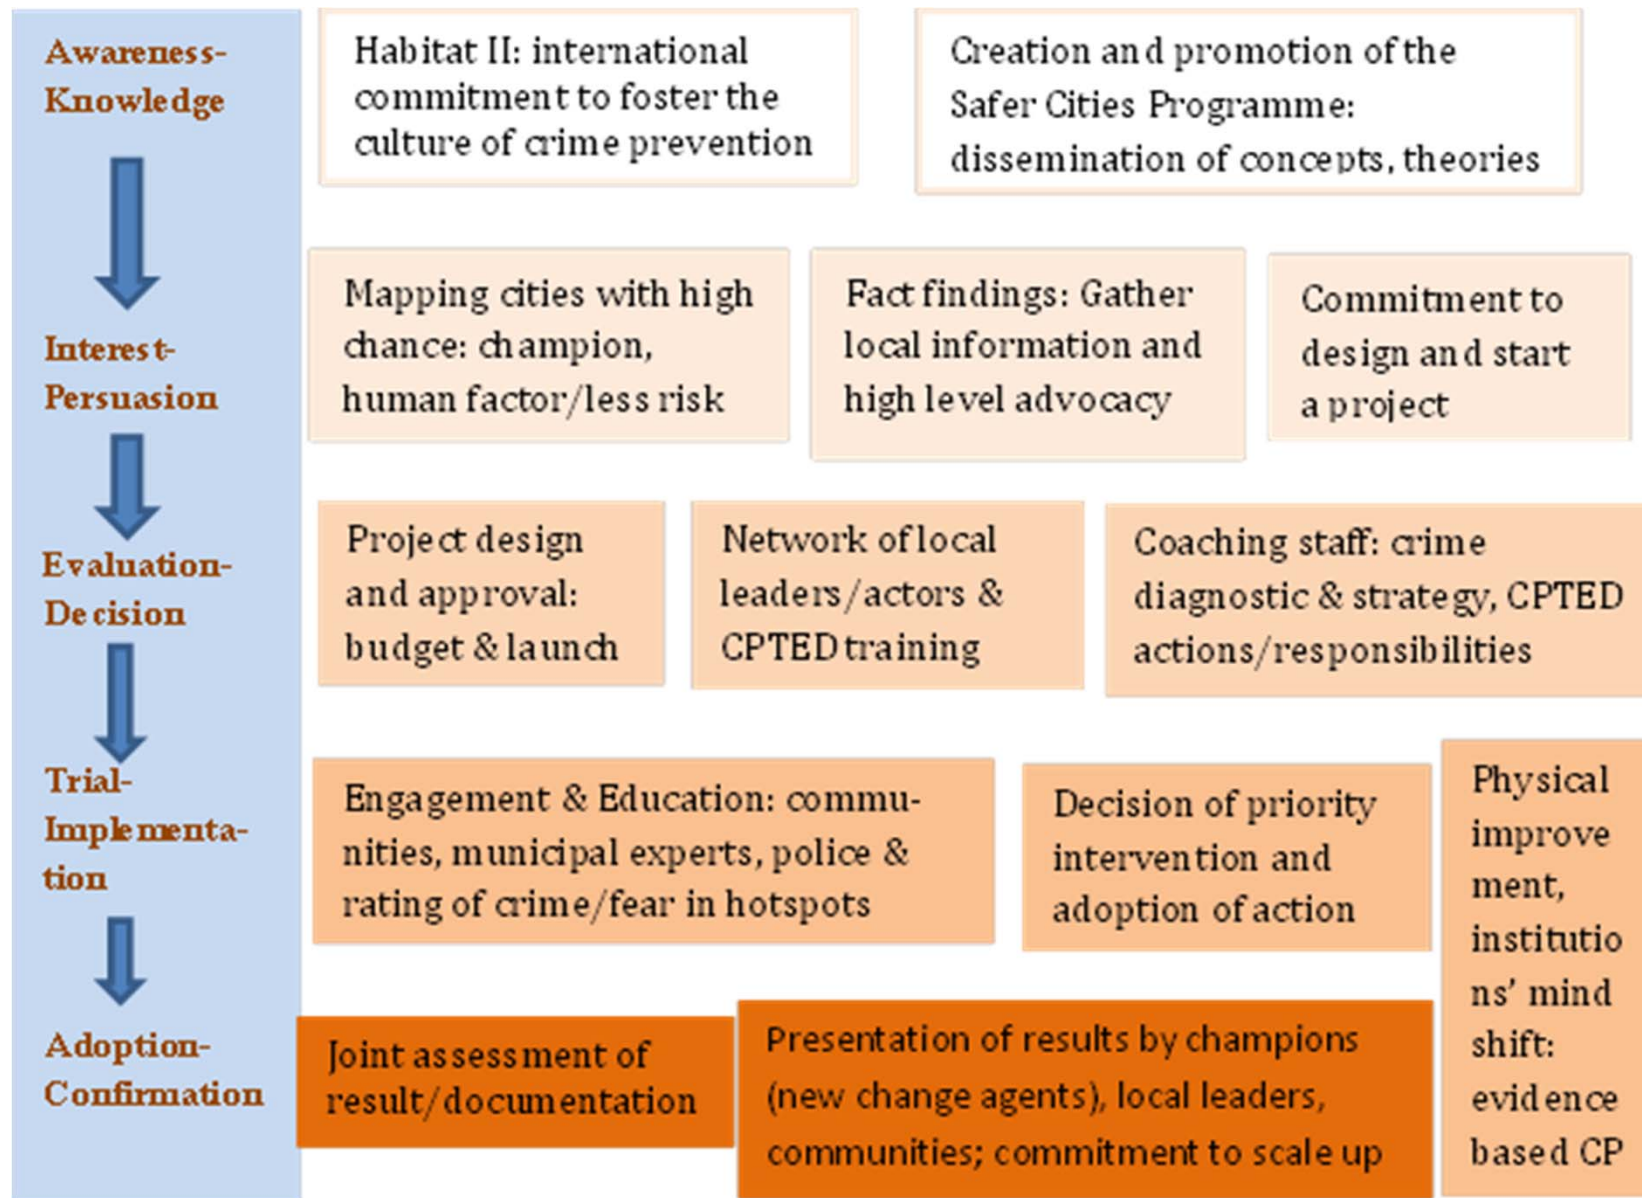 Awareness-
Knowledge
Habitat II: international
commitment to foster the
culture of crime prevention
Creation and promotion of the
Safer Cities Programme:
dissemination of concepts, theories
Interest-
Persuasion
Mapping cities with high
chance: champion,
human factor/less risk
Fact findings: Gather
local information and
high level advocacy
Commitment to
design and start
a project
Evaluation-
Decision
Project design
and approval:
budget & launch
Network of local
leaders/actors &
CPTED training
Coaching staff: crime
diagnostic & strategy, CPTED
actions/responsibilities
Trial-
Implementa-
tion
Engagement & Education: commu-
nities, municipal experts, police &
rating of crime/fear in hotspots
Decision of priority
intervention and
adoption of action
Physical
improve
ment,
institutio
ns' mind
shift:
evidence
based CP
Adoption-
Confirmation
Joint assessment of
result/documentation
Presentation of results by champions
(new change agents), local leaders,
communities; commitment to scale up